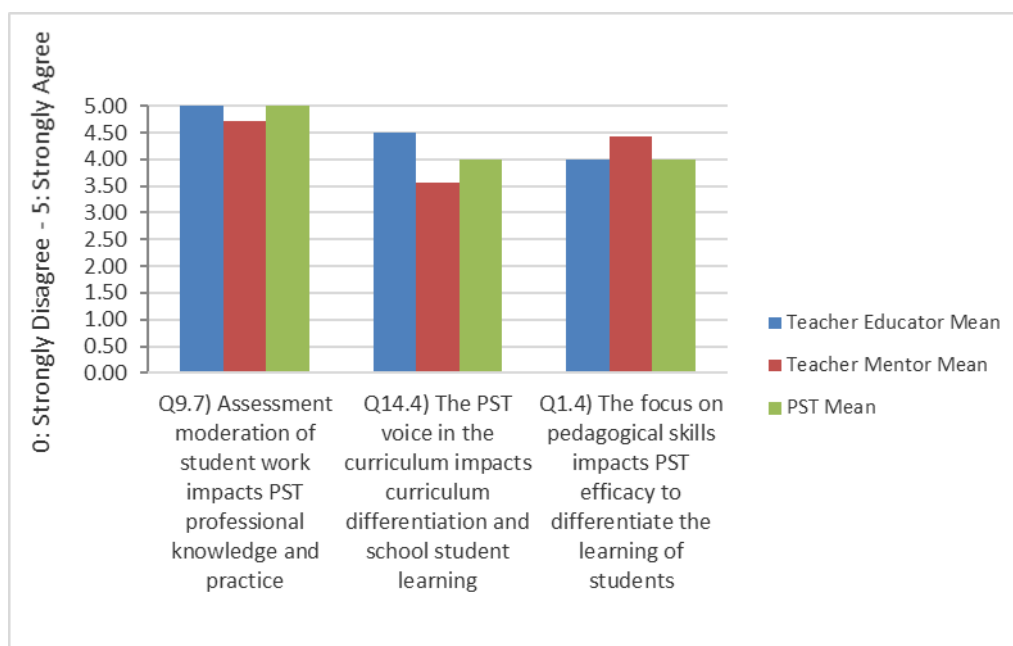 0: Strongly Disagree - 5: Strongly Agree
5.00
4.50
4.00
3.50
3.00
2.50
2.00
1.50
1.00
0.50
0.00
Q9.7) Assessment
moderation of
student work
impacts PST
professional
knowledge and
practice
Q14.4) The PST
voice in the
curriculum impacts
curriculum
differentiation and
school student
learning
Q1.4) The focus on
pedagogical skills
impacts PST
efficacy to
differentiate the
learning of
students
Teacher Educator Mean
Teacher Mentor Mean
PST Mean